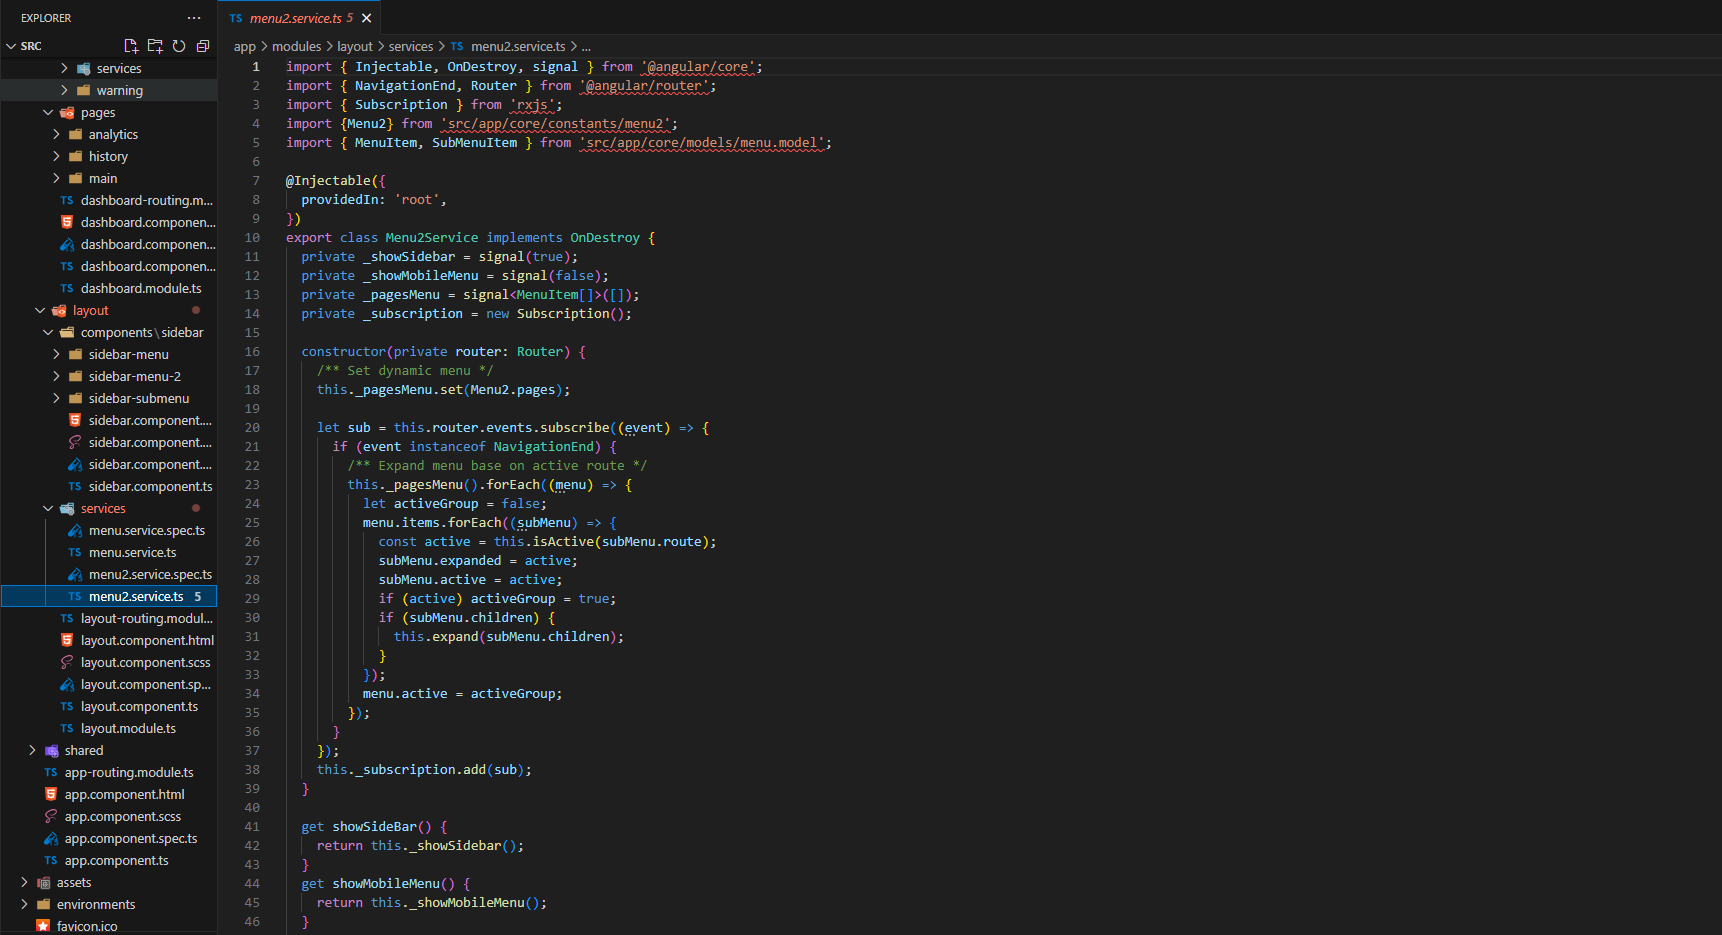 EXPLORER
SRC
services
warning
pages
analytics
history
main
TS dashboard-routing.m...
dashboard.componen...
dashboard.componen...
TS dashboard.componen...
TS dashboard.module.ts
layout
components\sidebar
sidebar-menu
sidebar-menu-2
sidebar-submenu
sidebar.component....
sidebar.component....
sidebar.component....
TS sidebar.component.ts
services
menu.service.spec.ts
TS menu.service.ts
menu2.service.spec.ts
TS menu2.service.ts 5
TS layout-routing.modul...
layout.component.html
layout.component.scss
layout.component.sp...
TS layout.component.ts
TS layout.module.ts
shared
TS app-routing.module.ts
app.component.html
app.component.scss
app.component.spec.ts
TS app.component.ts
assets
environments
favicon.ico
TS menu2.service.ts 5
app > modules > layout > services > TS menu2.service.ts > ...
1 import { Injectable, OnDestroy, signal } from '@angular/core';
2 import { NavigationEnd, Router } from '@angular/router';
3 import { Subscription } from 'rxjs';
4 import {Menu2} from 'src/app/core/constants/menu2';
5 import { MenuItem, SubMenuItem } from 'src/app/core/models/menu.model';
6
7 @Injectable({
8 providedIn: 'root',
9 })
10 export class Menu2Service implements OnDestroy {
11 private _showSidebar = signal(true);
12 private _showMobileMenu = signal(false);
13 private _pagesMenu = signal<MenuItem[]>([]);
14 private _subscription = new Subscription();
15
16 constructor(private router: Router) {
17 /** Set dynamic menu */
18 this._pagesMenu.set(Menu2.pages);
19
20 let sub = this.router.events.subscribe((event) => {
21 if (event instanceof NavigationEnd) {
22 /** Expand menu base on active route */
23 this._pagesMenu().forEach((menu) => {
24 let activeGroup = false;
25 menu.items.forEach((subMenu) => {
26 const active = this.isActive(subMenu.route);
27 subMenu.expanded = active;
28 subMenu.active = active;
29 if (active) activeGroup = true;
30 if (subMenu.children) {
31 this.expand(subMenu.children);
32 }
33 });
34 menu.active = activeGroup;
35 });
36 }
37 });
38 this._subscription.add(sub);
39 }
40
41 get showSideBar() {
42 return this._showSidebar();
43 }
44 get showMobileMenu() {
45 return this._showMobileMenu();
46 }